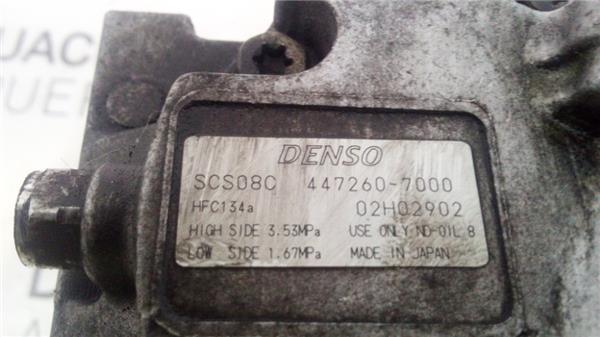 DENSO
SCS08C 447260-7000
HFC134a 02H02902
HIGH SIDE 3.53MPa USE ONLY ND-OIL 8
LOW SIDE 1.67MPa MADE IN JAPAN